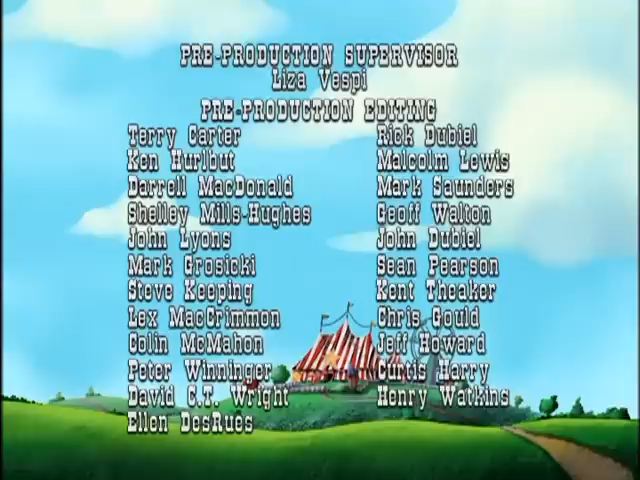 PRE-PRODUCTION SUPERVISOR
Liza Vespi
PRE-PRODUCTION EDITING
Terry Carter Rick Dubiel
Ken Hurlbut Malcolm Lewis
Darrell MacDonald Mark Saunders
Shelley Mills-Hughes Geoff Walton
John Lyons John Dubiel
Mark Grosicki Sean Pearson
Steve Keeping Kent Theaker
Lex MacCrimmon Chris Gould
Colin McMahon Jeff Howard
Peter Winninger Curtis Harry
David C.T. Wright Henry Watkins
Ellen DesRues